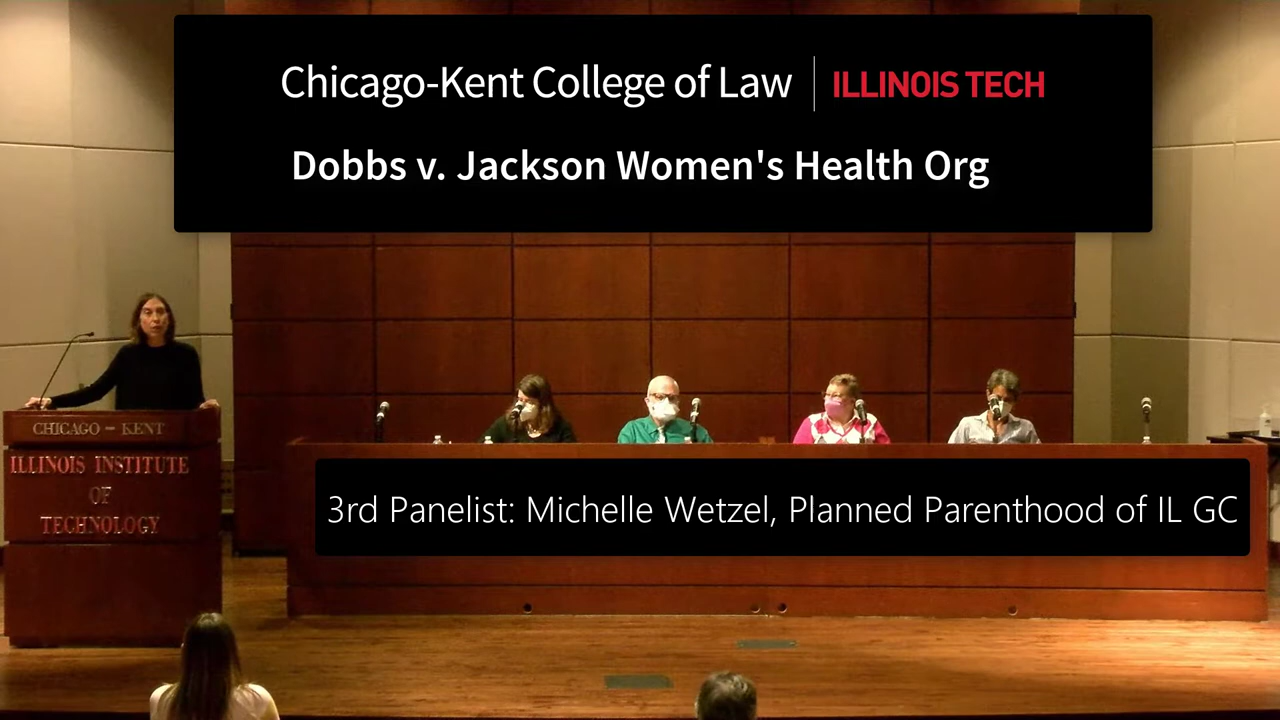 Chicago-Kent College of Law | ILLINOIS TECH
Dobbs v. Jackson Women's Health Org
CHICAGO - KENT
ILLINOIS INSTITUTE
OF
TECHNOLOGY
3rd Panelist: Michelle Wetzel, Planned Parenthood of IL GC